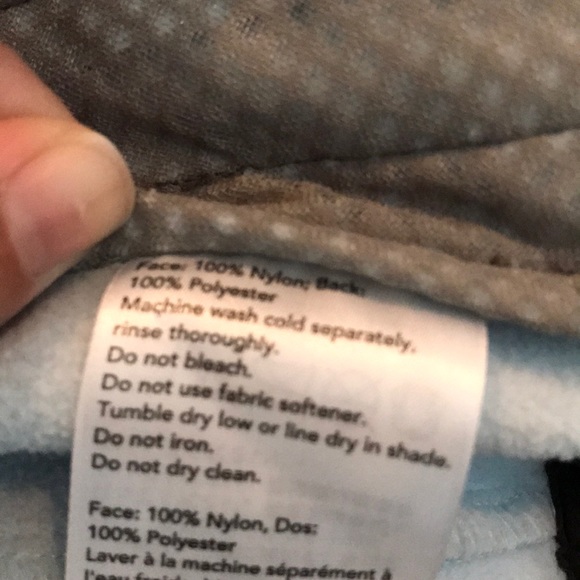 Face: 100% Nylon; Back:
100% Polyester
Machine wash cold separately,
rinse thoroughly.
Do not bleach.
Do not use fabric softener.
Tumble dry low or line dry in shade.
Do not iron.
Do not dry clean.
Face: 100% Nylon, Dos:
100% Polyester
Laver à la machine séparément à
l'eau froide